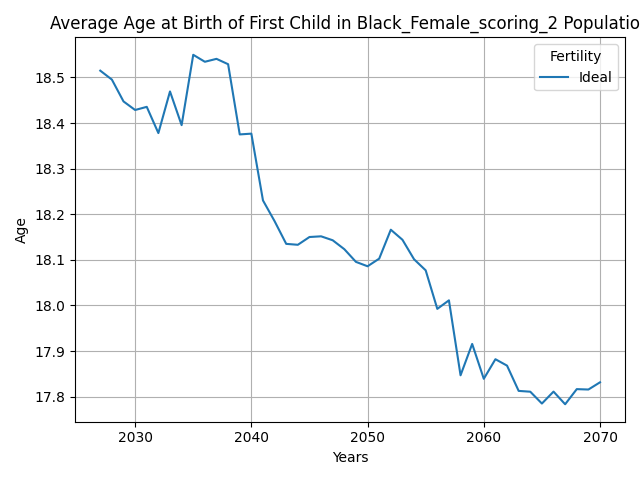 Average Age at Birth of First Child in Black_Female_scoring_2 Populatio
Fertility
Ideal
18.5
18.4
18.3
18.2
18.1
18.0
17.9
17.8
Age
2030 2040 2050 2060 2070
Years